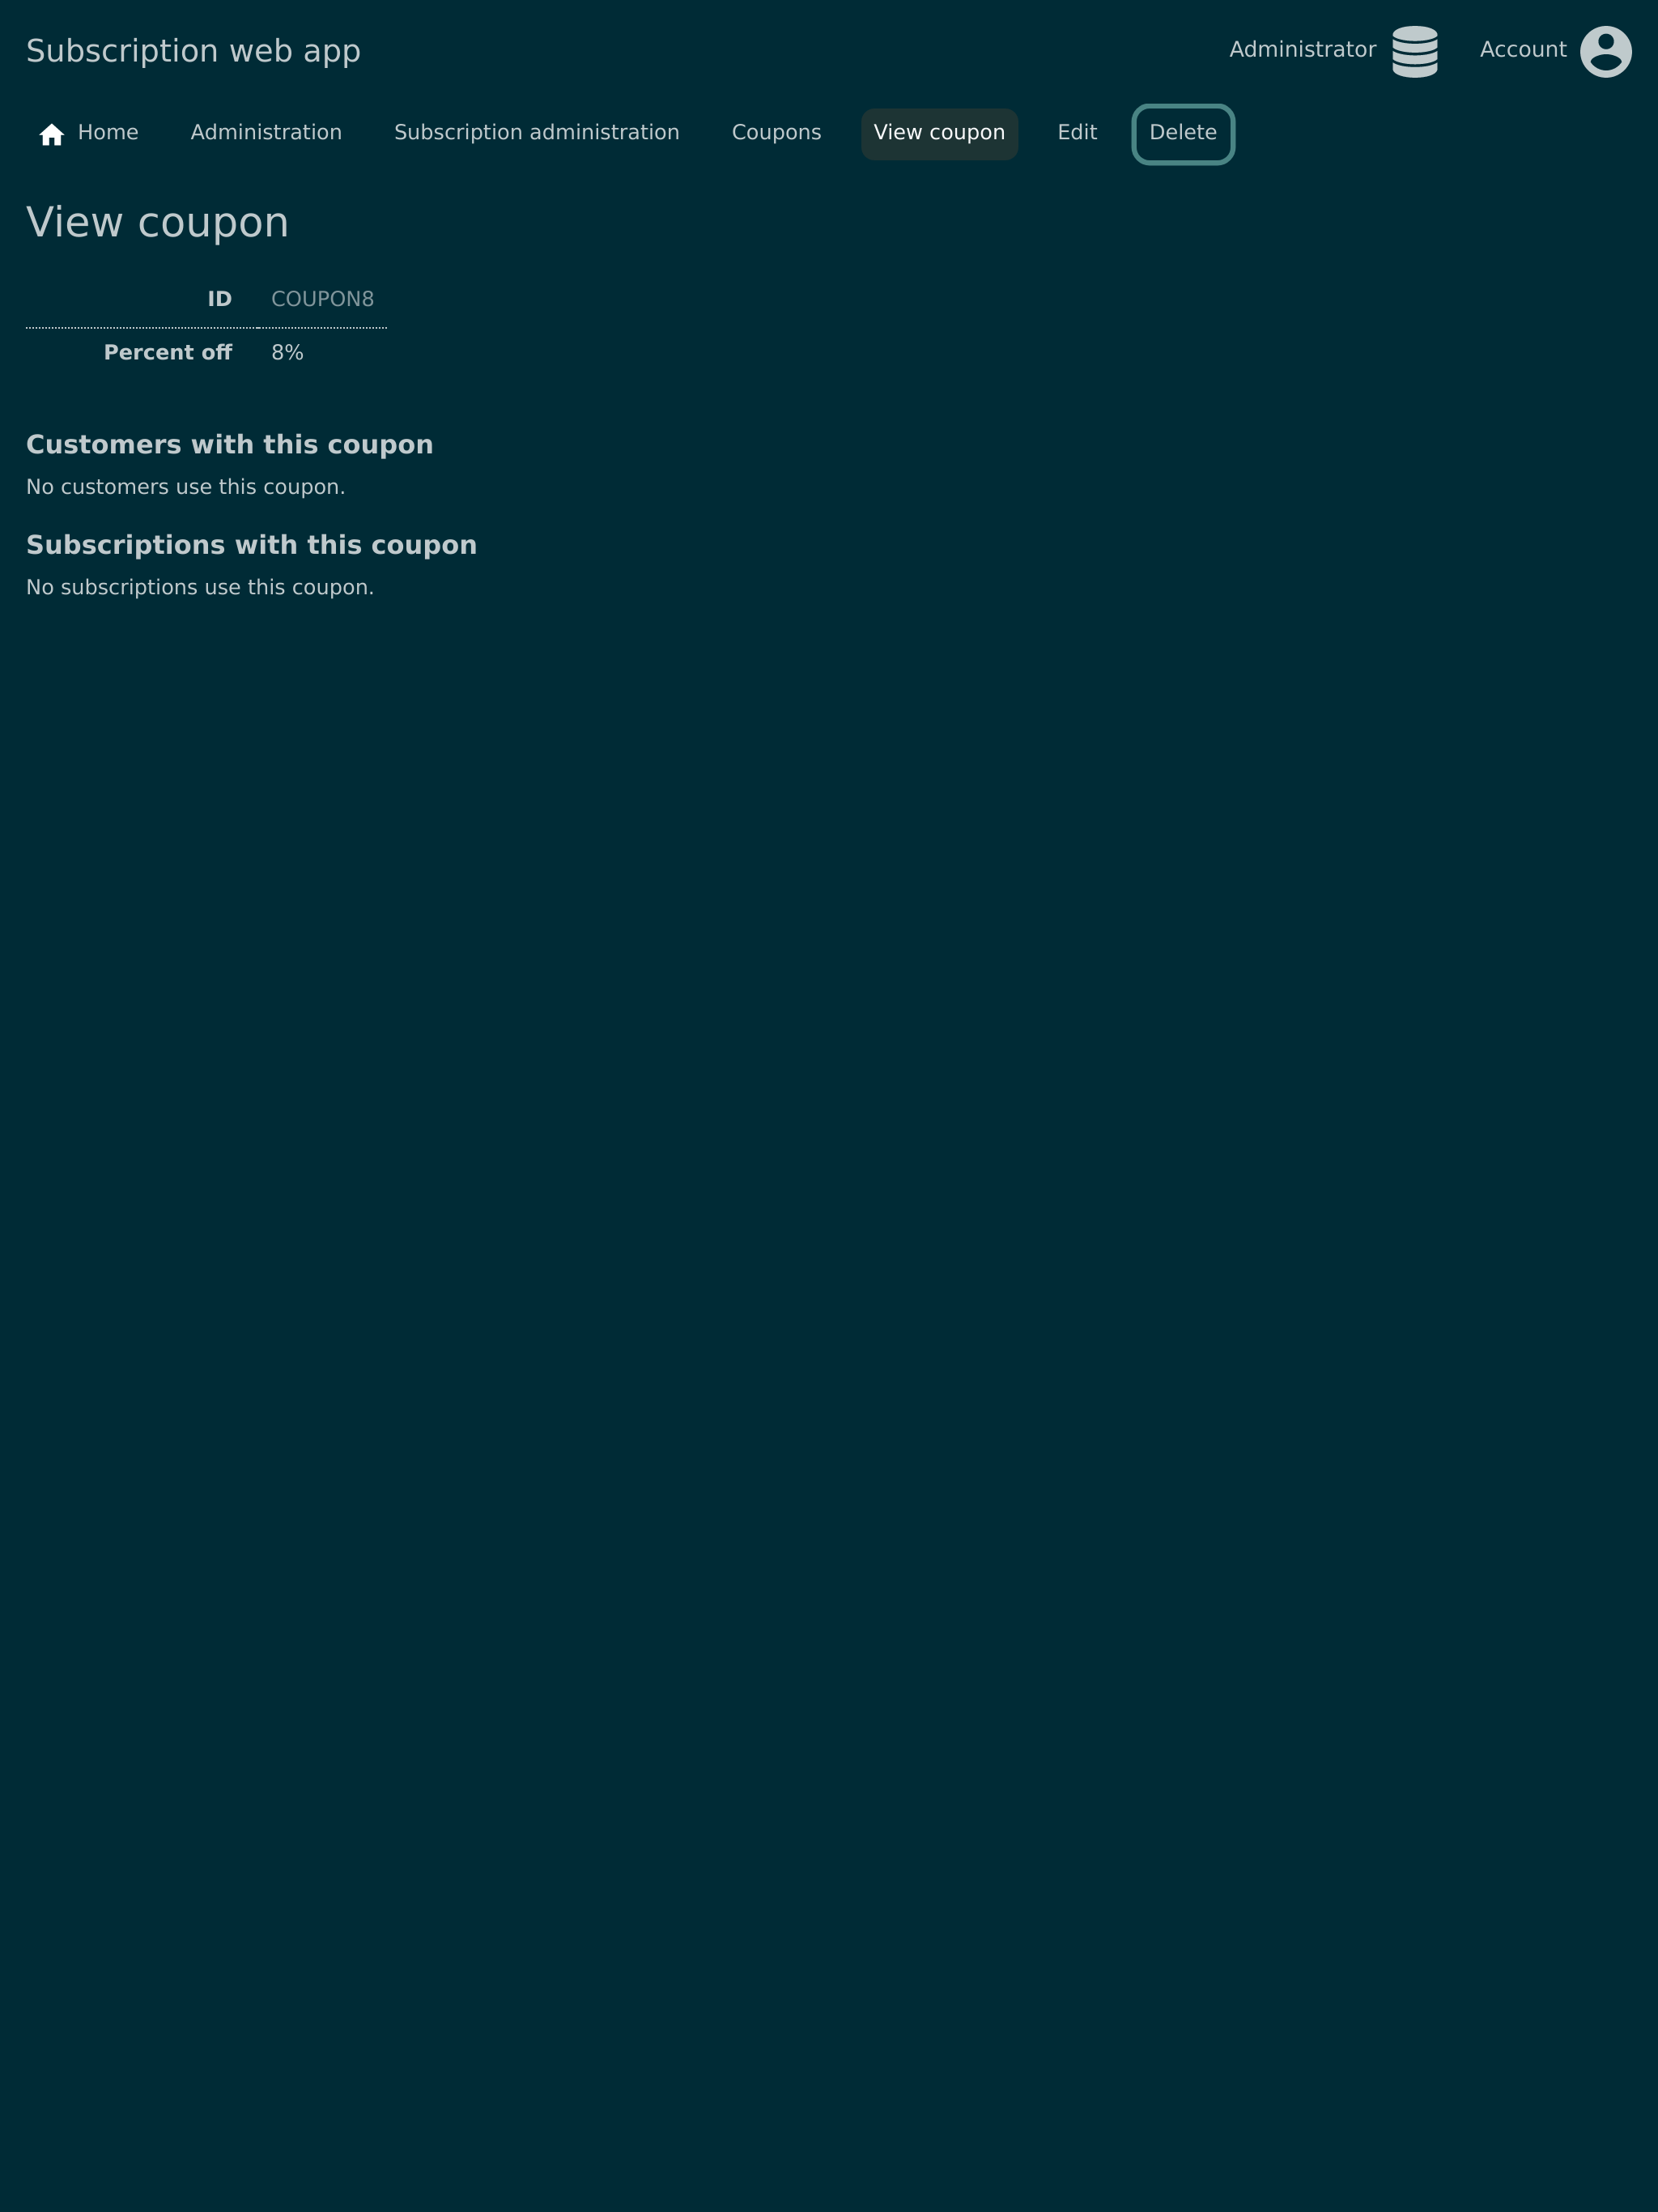 Subscription web app
Administrator
Account
Home
Administration
Subscription administration
Coupons
View coupon
Edit
Delete
View coupon
ID COUPON8
Percent off 8%
Customers with this coupon
No customers use this coupon.
Subscriptions with this coupon
No subscriptions use this coupon.